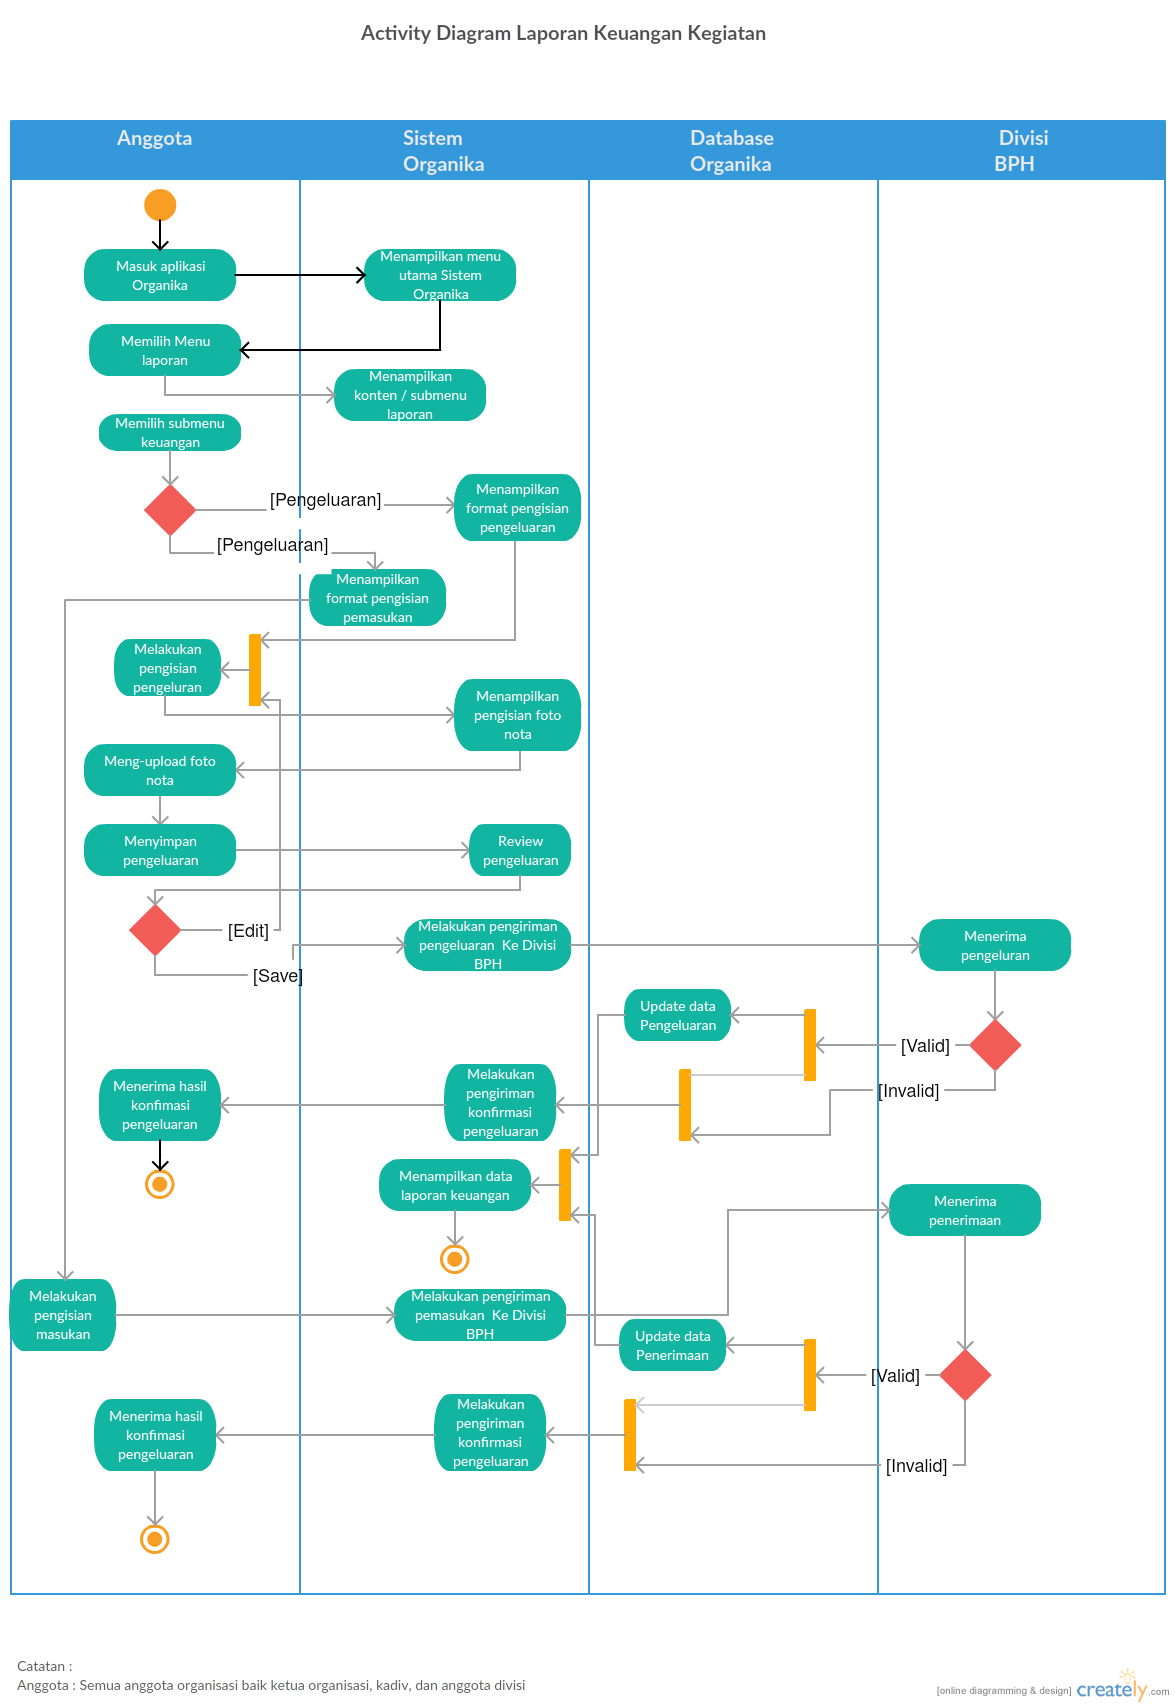 Activity Diagram Laporan Keuangan Kegiatan
Anggota
Sistem
Organika
Database
Organika
Divisi
BPH
Masuk aplikasi
Organika
Menampilkan menu
utama Sistem
Organika
Memilih Menu
laporan
Menampilkan
konten / submenu
laporan
Memilih submenu
keuangan
[Pengeluaran]
Menampilkan
format pengisian
pengeluaran
[Pengeluaran]
Menampilkan
format pengisian
pemasukan
Melakukan
pengisian
pengeluran
Menampilkan
pengisian foto
nota
Meng-upload foto
nota
Menyimpan
pengeluaran
Review
pengeluaran
[Edit]
[Save]
Melakukan pengiriman
pengeluaran Ke Divisi
BPH
Menerima
pengeluran
Update data
Pengeluaran
[Valid]
[Invalid]
Menerima hasil
konfimasi
pengeluaran
Melakukan
pengiriman
konfirmasi
pengeluaran
Menampilkan data
laporan keuangan
Menerima
penerimaan
Melakukan
pengisian
masukan
Melakukan pengiriman
pemasukan Ke Divisi
BPH
Update data
Penerimaan
[Valid]
[Invalid]
Menerima hasil
konfimasi
pengeluaran
Melakukan
pengiriman
konfirmasi
pengeluaran
Catatan :
Anggota : Semua anggota organisasi baik ketua organisasi, kadiv, dan anggota divisi
[online diagramming & design] creately.com